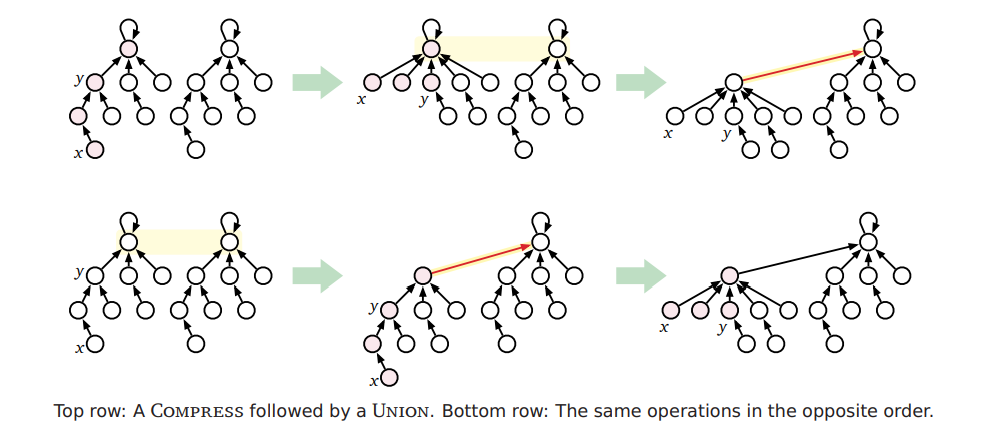 y
x
x
y
x
y
y
x
y
x
x
y
Top row: A COMPRESS followed by a UNION. Bottom row: The same operations in the opposite order.